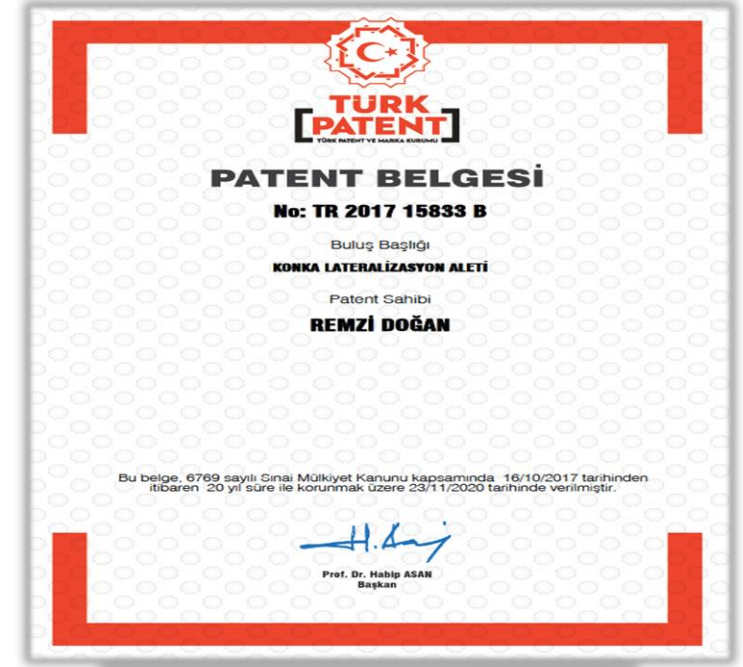 TÜRK
PATENT
TÜRK PATENT VE MARKA KURUMU
PATENT BELGESİ
No: TR 2017 15833 B
Buluş Başlığı
KONKA LATERALİZASYON ALETİ
Patent Sahibi
REMZİ DOĞAN
Bu belge, 6769 sayılı Sınai Mülkiyet Kanunu kapsamında 16/10/2017 tarihinden
itibaren 20 yıl süre ile korunmak üzere 23/11/2020 tarihinde verilmiştir.
Prof. Dr. Habip ASAN
Başkan